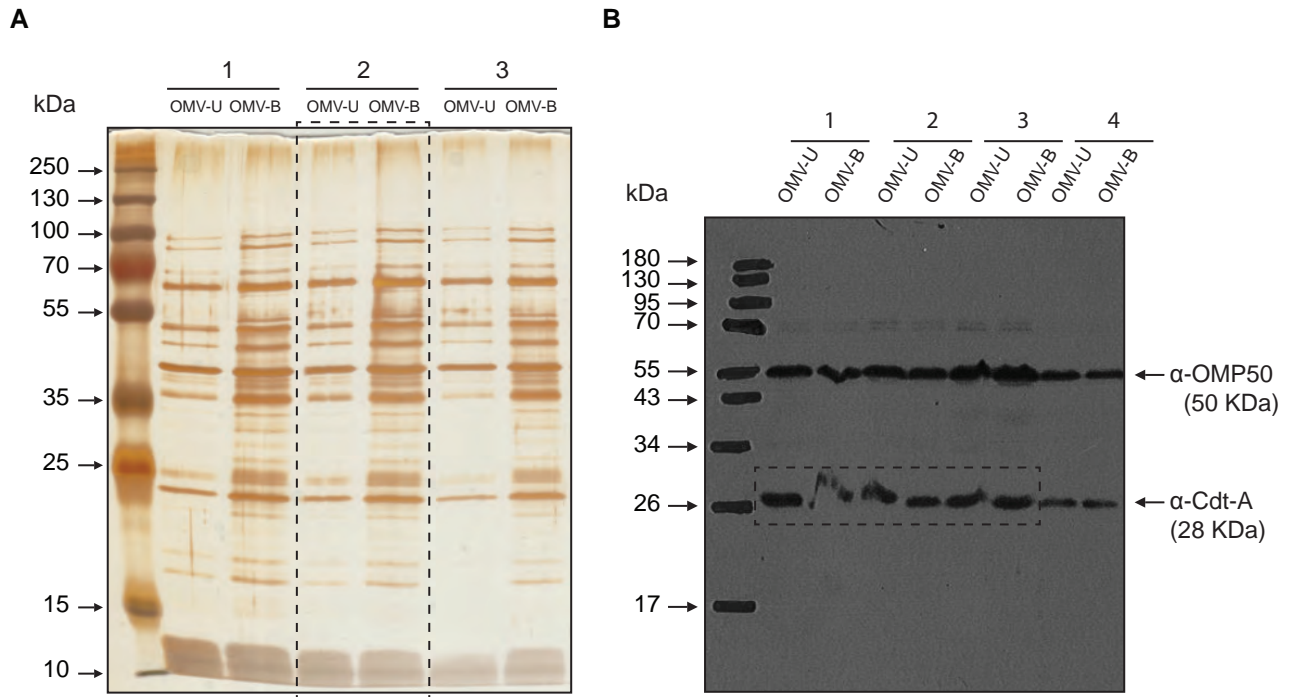 A
1 2 3
kDa
OMV-U OMV-B OMV-U OMV-B OMV-U OMV-B
250
130
100
70
55
35
25
15
10
B
1 2 3 4
OMV-U OMV-B OMV-U OMV-B OMV-U OMV-B OMV-U OMV-B
kDa
180
130
95
70
55
43
34
26
17
α-OMP50
(50 KDa)
α-Cdt-A
(28 KDa)